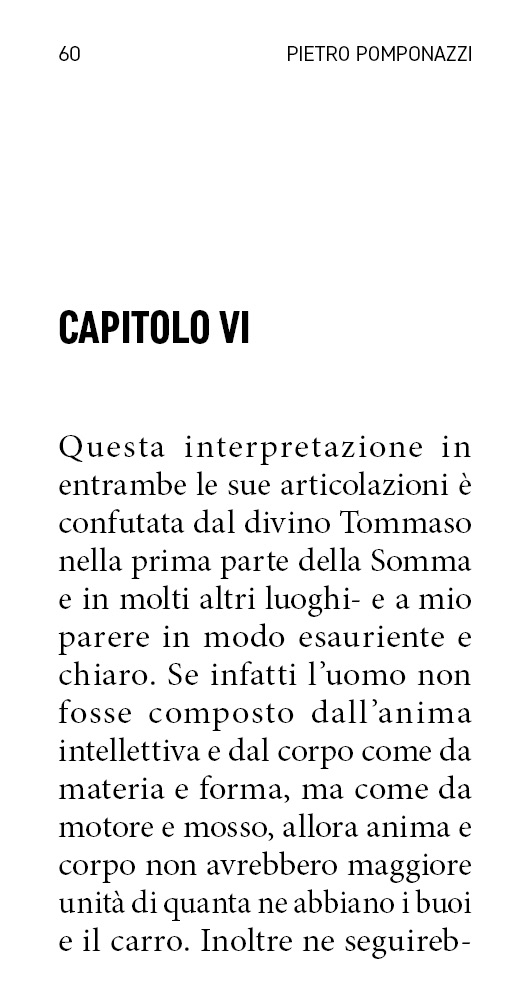 60 PIETRO POMPONAZZI
CAPITOLO VI
Questa interpretazione in
entrambe le sue articolazioni è
confutata dal divino Tommaso
nella prima parte della Somma
e in molti altri luoghi- e a mio
parere in modo esauriente e
chiaro. Se infatti l’uomo non
fosse composto dall’anima
intellettiva e dal corpo come da
materia e forma, ma come da
motore e mosso, allora anima e
corpo non avrebbero maggiore
unità di quanta ne abbiano i buoi
e il carro. Inoltre ne seguireb-